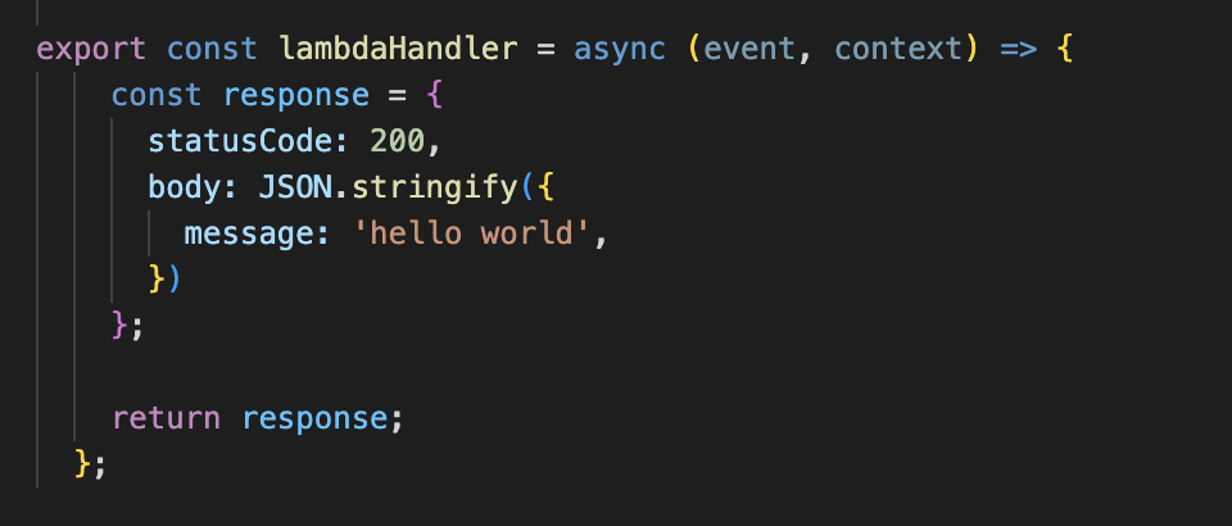 export const lambdaHandler = async (event, context) => {
    const response = {
      statusCode: 200,
      body: JSON.stringify({
        message: 'hello world',
      })
    };

    return response;
  };